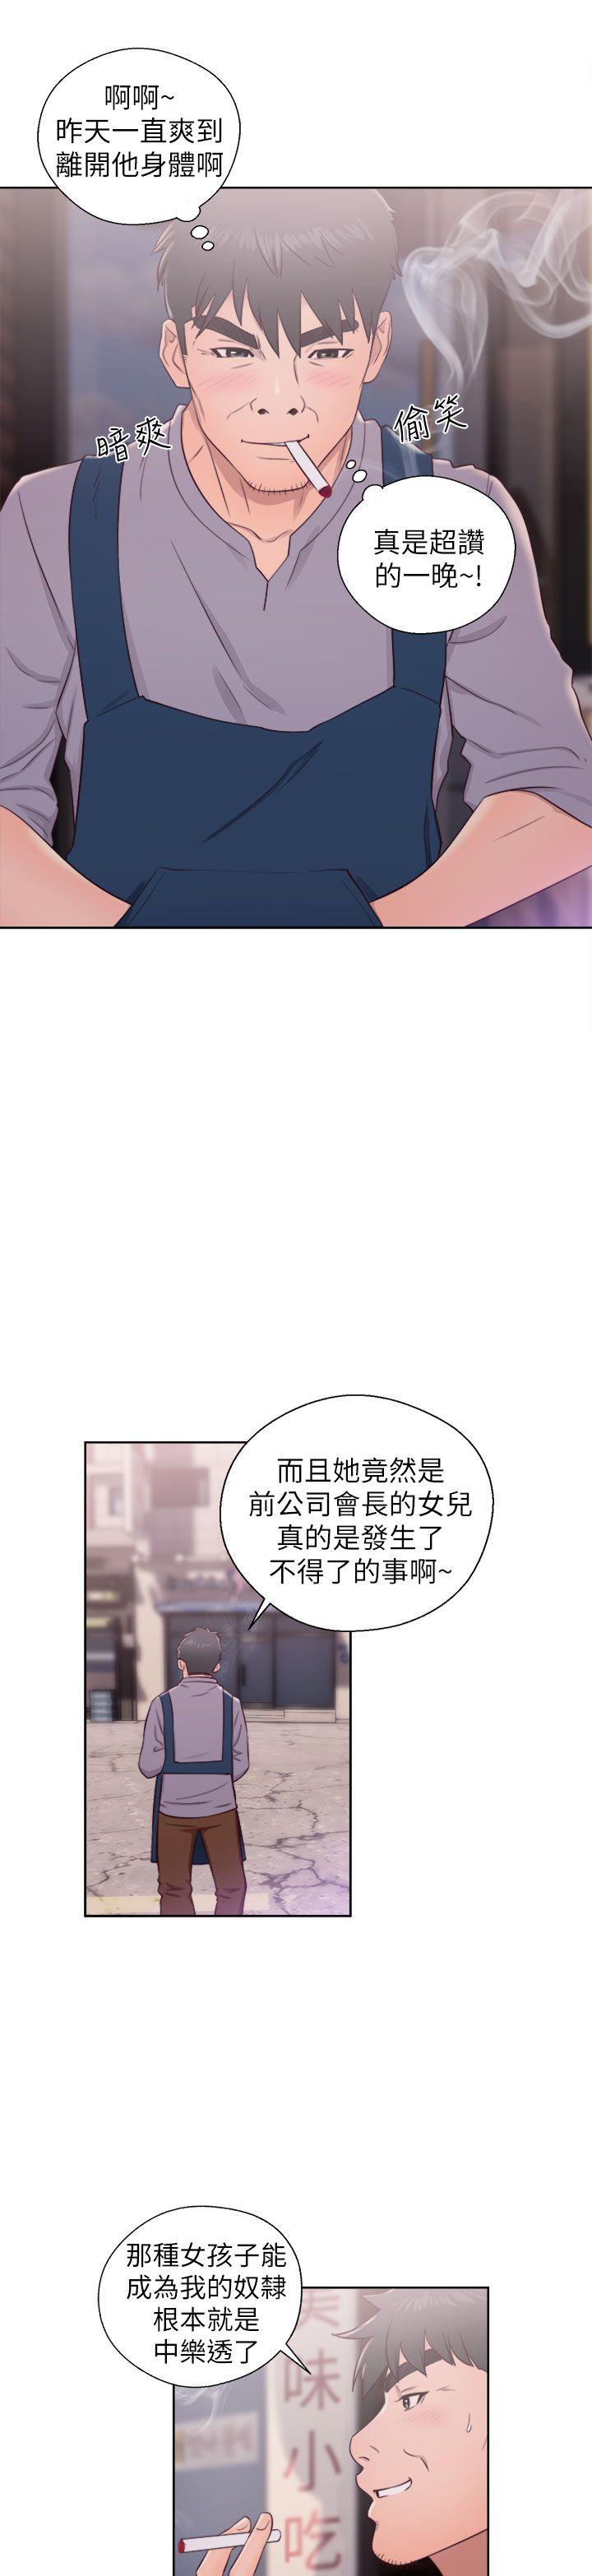 啊啊~
昨天一直爽到
離開他身體啊
暗爽
偷笑
真是超讚
的一晚~!
而且她竟然是
前公司會長的女兒
真的是發生了
不得了的事啊~
那種女孩子能
成為我的奴隸
根本就是
中樂透了
美味小吃